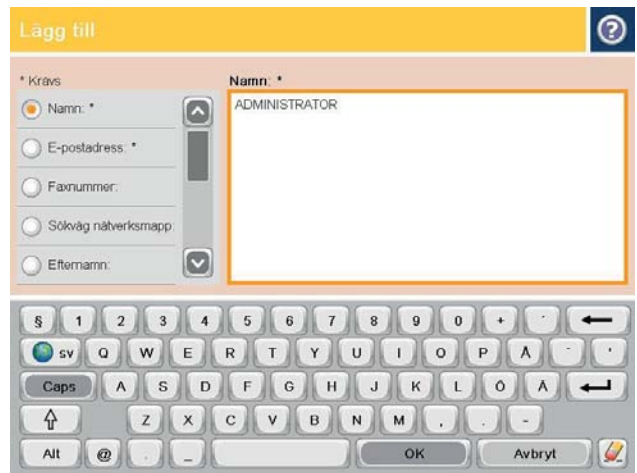 Lägg till
* Krävs
Namn: *
Namn: *
E-postadress: *
Faxnummer:
Sökväg nätverksmapp:
Efternamn:
ADMINISTRATOR
§ 1 2 3 4 5 6 7 8 9 0 + ´
sv Q W E R T Y U I O P Å ¨ '
Caps A S D F G H J K L Ö Ä
Z X C V B N M , . -
Alt @ . _ OK Avbryt